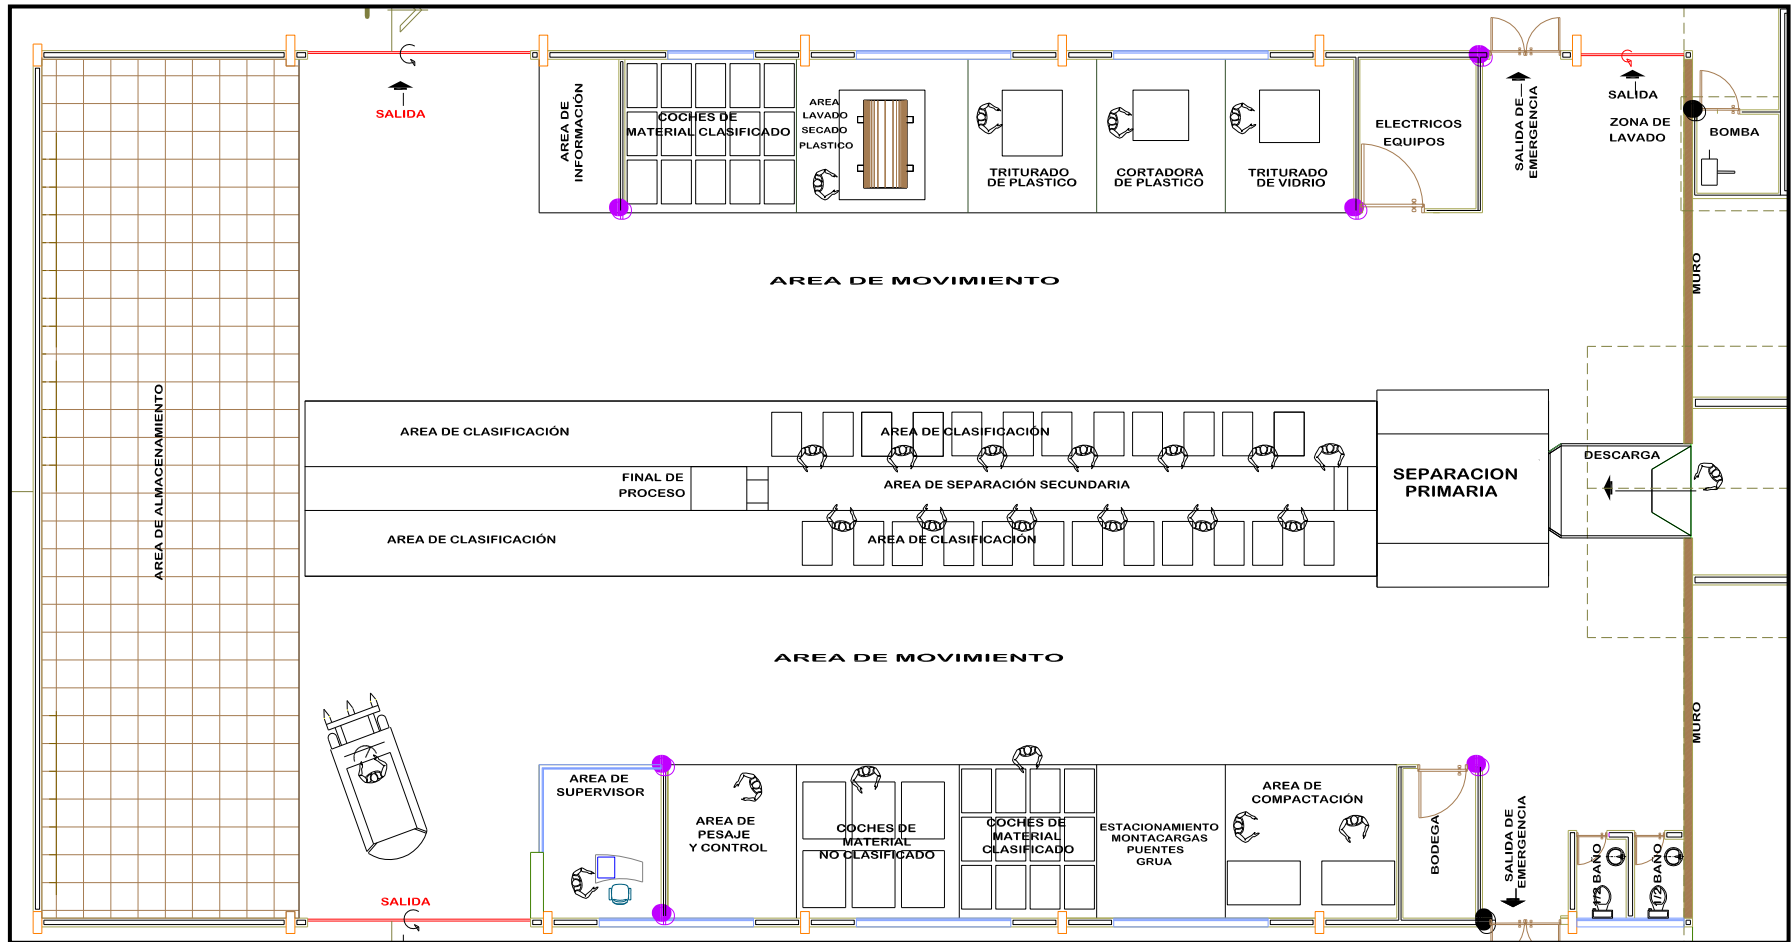 SALIDA
AREA DE
INFORMACIÓN
COCHES DE
MATERIAL CLASIFICADO
AREA
LAVADO
SECADO
PLASTICO
TRITURADO
DE PLASTICO
CORTADORA
DE PLASTICO
TRITURADO
DE VIDRIO
ELECTRICOS
EQUIPOS
SALIDA DE
EMERGENCIA
SALIDA
ZONA DE
LAVADO
BOMBA
AREA DE MOVIMIENTO
MURO
AREA DE ALMACENAMIENTO
AREA DE CLASIFICACIÓN
AREA DE CLASIFICACIÓN
FINAL DE
PROCESO
AREA DE SEPARACIÓN SECUNDARIA
SEPARACION
PRIMARIA
DESCARGA
AREA DE CLASIFICACIÓN
AREA DE CLASIFICACIÓN
AREA DE MOVIMIENTO
MURO
AREA DE
SUPERVISOR
AREA DE
PESAJE
Y CONTROL
COCHES DE
MATERIAL
NO CLASIFICADO
COCHES DE
MATERIAL
CLASIFICADO
ESTACIONAMIENTO
MONTACARGAS
PUENTES
GRUA
AREA DE
COMPACTACIÓN
BODEGA
SALIDA DE
EMERGENCIA
1/2 BAÑO
1/2 BAÑO
SALIDA